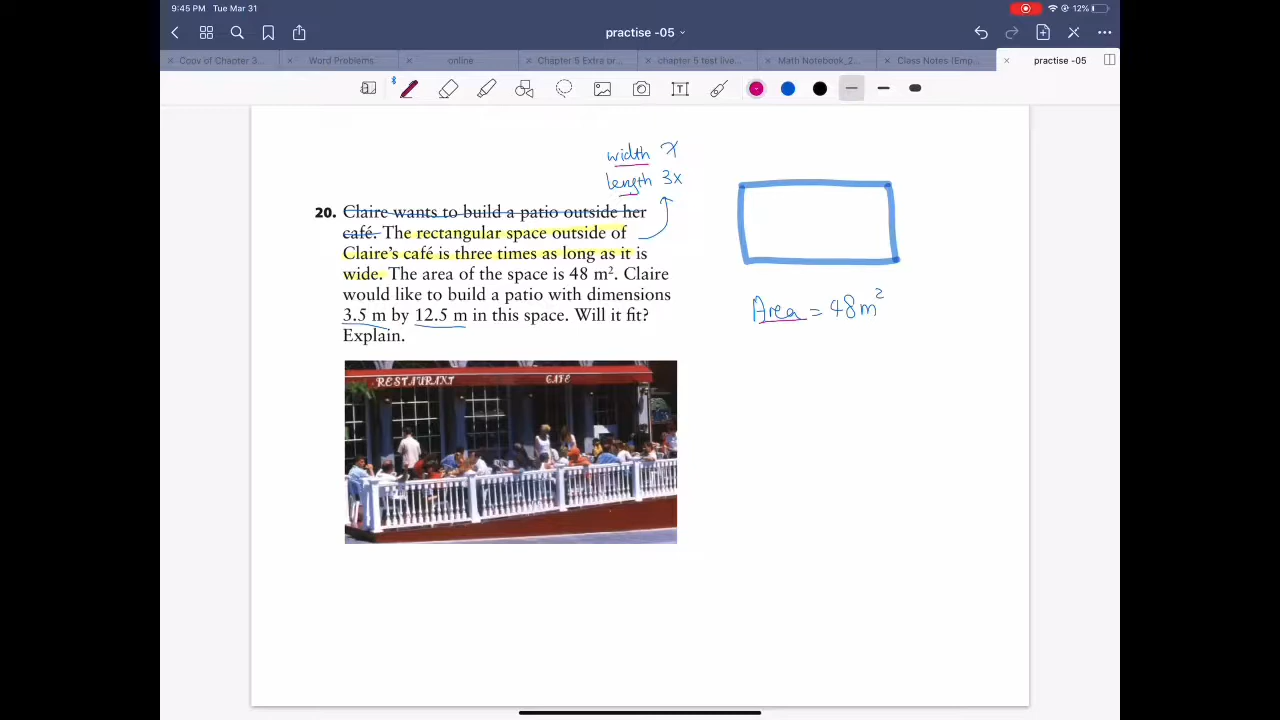 9:45 PM Tue Mar 31
12%
practise -05
Copy of Chapter 3...
Word Problems
online
Chapter 5 Extra pr...
chapter 5 test live...
Math Notebook_2...
Class Notes (Emp...
practise -05
width x
length 3x
20. Claire wants to build a patio outside her
café. The rectangular space outside of
Claire's café is three times as long as it is
wide. The area of the space is 48 m². Claire
would like to build a patio with dimensions
3.5 m by 12.5 m in this space. Will it fit?
Explain.
Area = 48m²
RESTAURANT CAFE